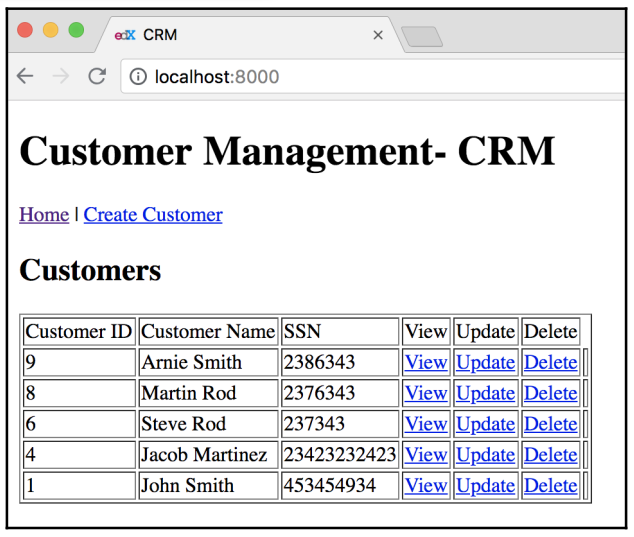 edX CRM
localhost:8000
Customer Management- CRM
Home | Create Customer
Customers
Customer ID Customer Name SSN View Update Delete
9 Arnie Smith 2386343 View Update Delete
8 Martin Rod 2376343 View Update Delete
6 Steve Rod 237343 View Update Delete
4 Jacob Martinez 23423232423 View Update Delete
1 John Smith 453454934 View Update Delete